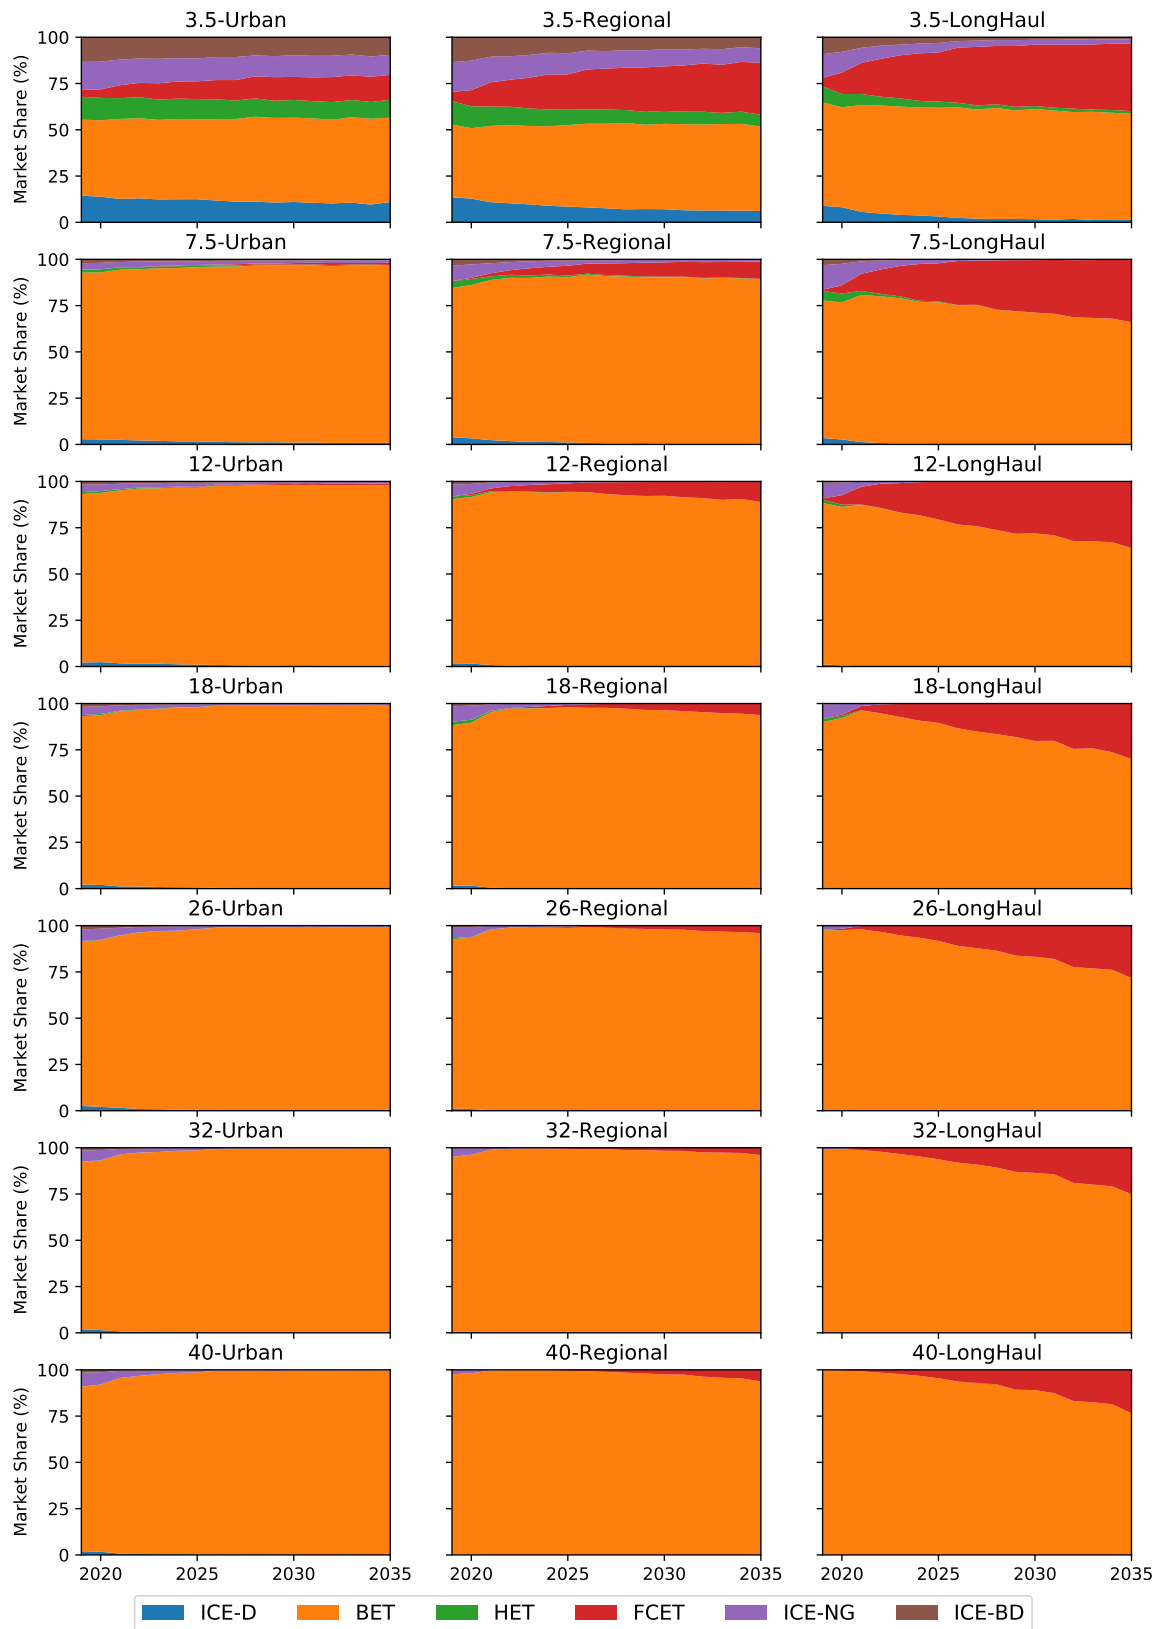 3.5-Urban 3.5-Regional 3.5-LongHaul
Market Share (%)
100
75
50
25
0
7.5-Urban 7.5-Regional 7.5-LongHaul
Market Share (%)
100
75
50
25
0
12-Urban 12-Regional 12-LongHaul
Market Share (%)
100
75
50
25
0
18-Urban 18-Regional 18-LongHaul
Market Share (%)
100
75
50
25
0
26-Urban 26-Regional 26-LongHaul
Market Share (%)
100
75
50
25
0
32-Urban 32-Regional 32-LongHaul
Market Share (%)
100
75
50
25
0
40-Urban 40-Regional 40-LongHaul
Market Share (%)
100
75
50
25
0
2020 2025 2030 2035 2020 2025 2030 2035 2020 2025 2030 2035
ICE-D BET HET FCET ICE-NG ICE-BD